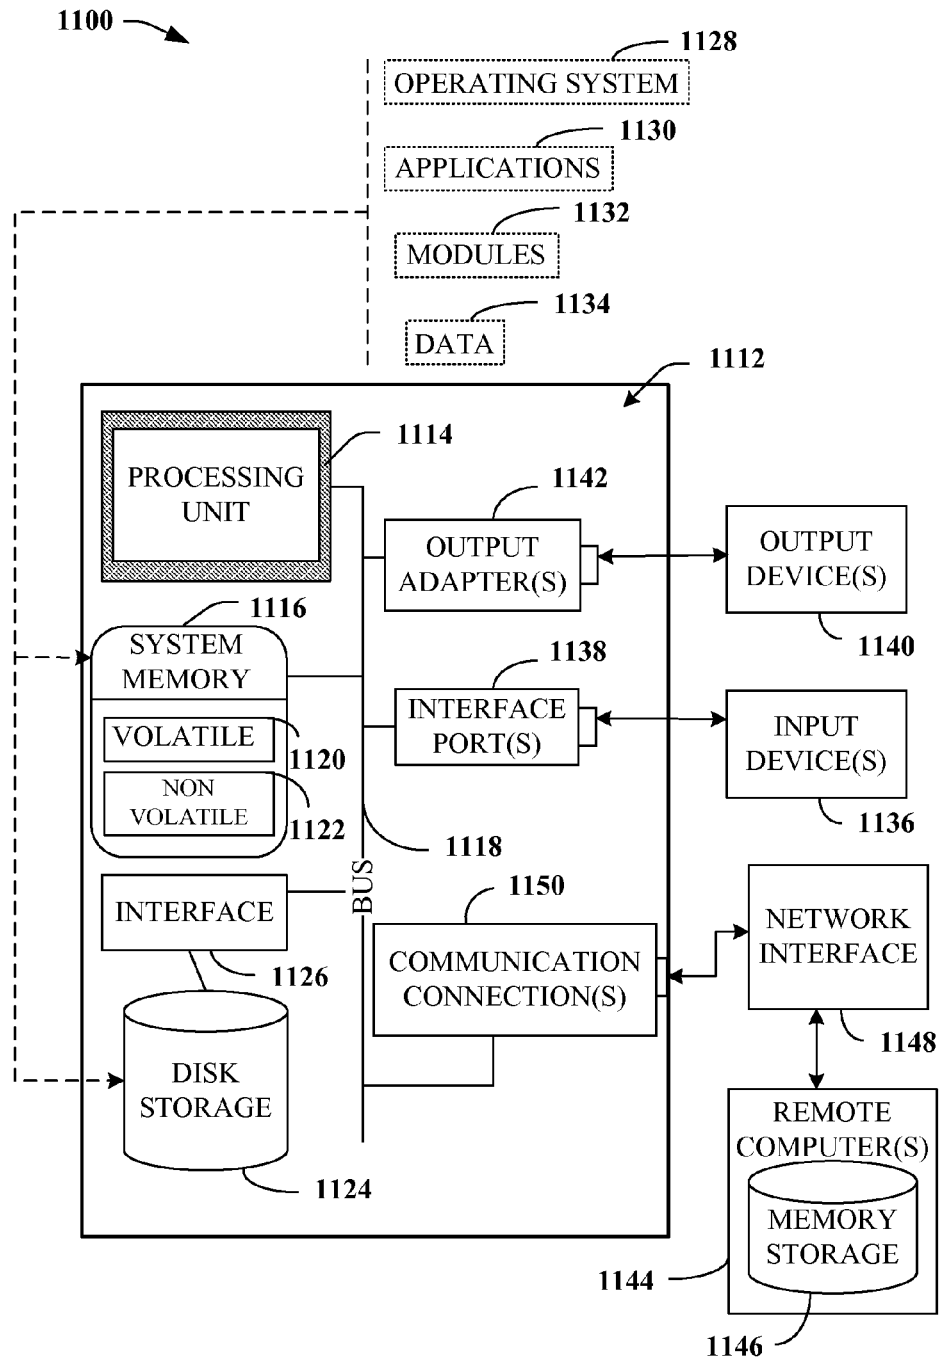 1100
1128
OPERATING SYSTEM
1130
APPLICATIONS
1132
MODULES
1134
DATA
1112
PROCESSING
UNIT
1114
1142
OUTPUT
ADAPTER(S)
OUTPUT
DEVICE(S)
1140
1116
SYSTEM
MEMORY
1138
INTERFACE
PORT(S)
INPUT
DEVICE(S)
1136
VOLATILE
1120
NON
VOLATILE
1122
1118
BUS
1150
INTERFACE
1126
COMMUNICATION
CONNECTION(S)
NETWORK
INTERFACE
1148
DISK
STORAGE
1124
REMOTE
COMPUTER(S)
MEMORY
STORAGE
1144
1146